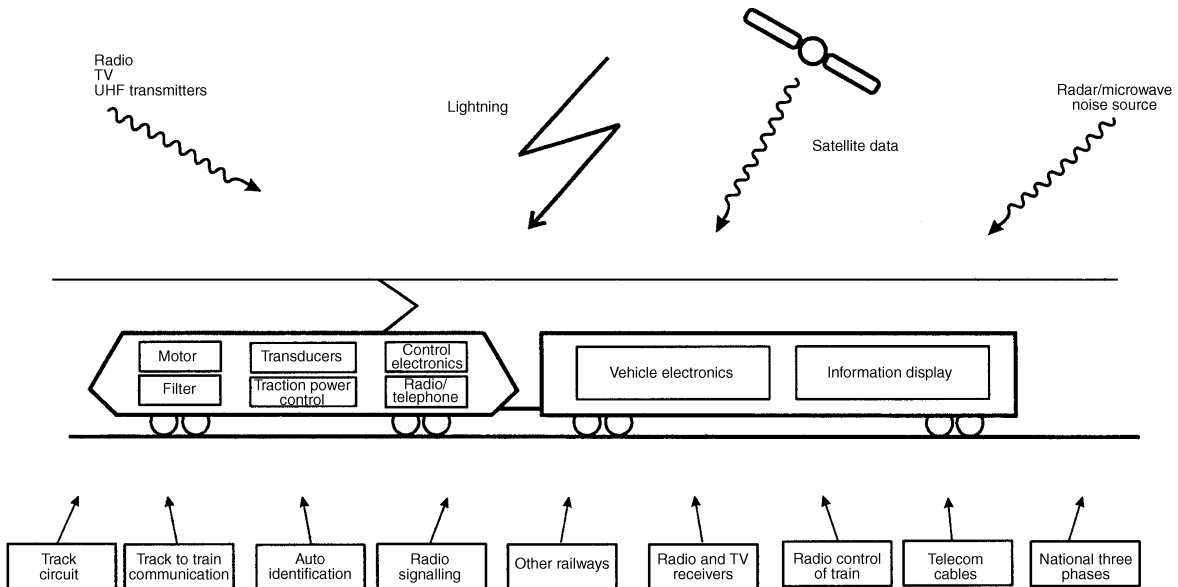 Radio
TV
UHF transmitters
Lightning
Satellite data
Radar/microwave
noise source
Motor
Transducers
Control
electronics
Filter
Traction power
control
Radio/
telephone
Vehicle electronics
Information display
Track
circuit
Track to train
communication
Auto
identification
Radio
signalling
Other railways
Radio and TV
receivers
Radio control
of train
Telecom
cables
National three
phases